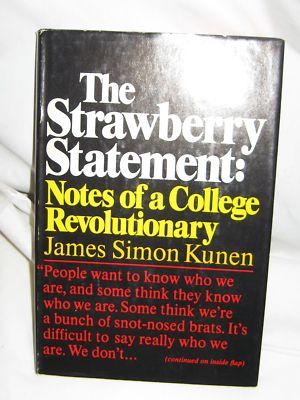 The
Strawberry
Statement:
Notes of a College
Revolutionary
James Simon Kunen
"People want to know who we
are, and some think they know
who we are. Some think we're
a bunch of snot-nosed brats. It's
difficult to say really who we
are. We don't...
(continued on inside flap)